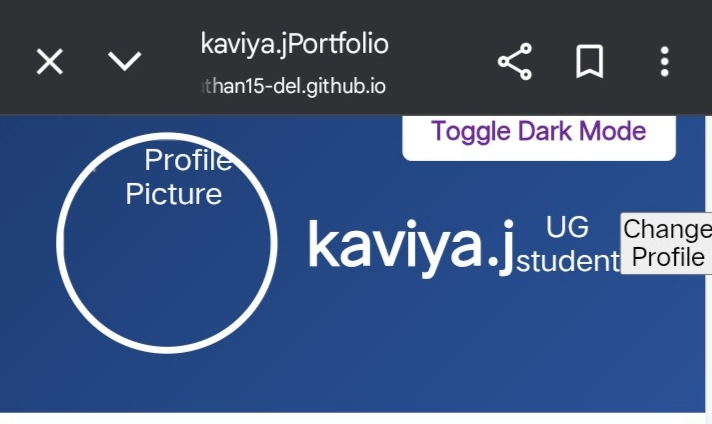 kaviya.jPortfolio
than15-del.github.io
Toggle Dark Mode
Profile
Picture
kaviya.j
UG
student
Change
Profile